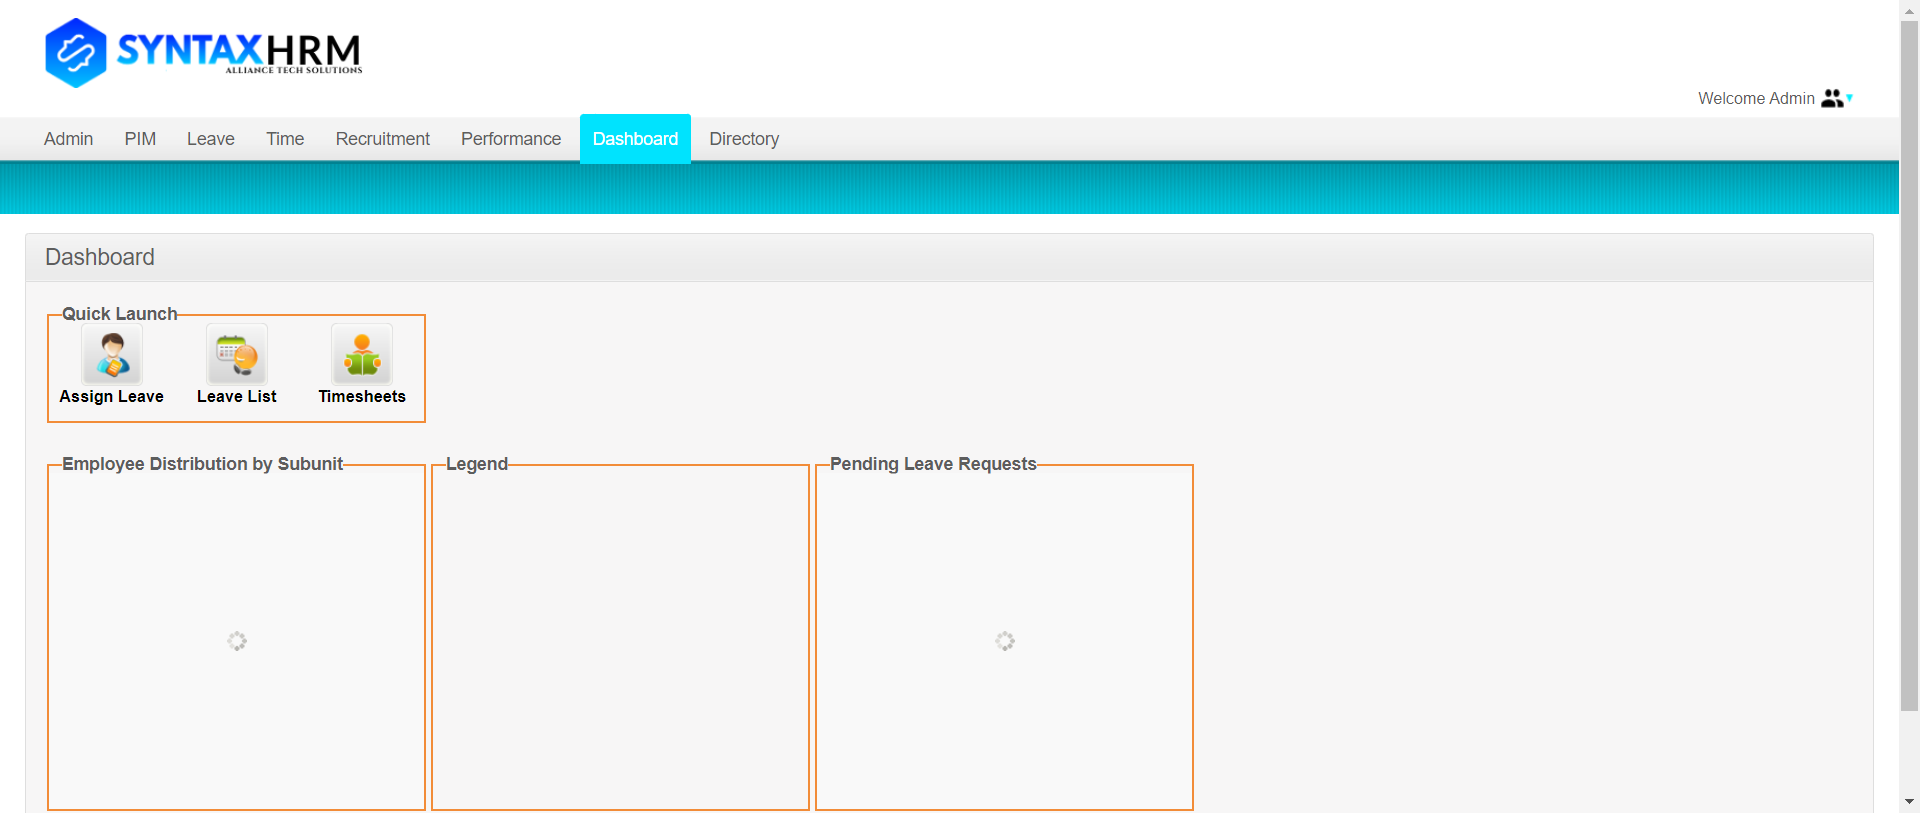 SYNTAXHRM
ALLIANCE TECH SOLUTIONS
Welcome Admin
Admin PIM Leave Time Recruitment Performance Dashboard Directory
Dashboard
Quick Launch
Assign Leave Leave List Timesheets
Employee Distribution by Subunit Legend Pending Leave Requests